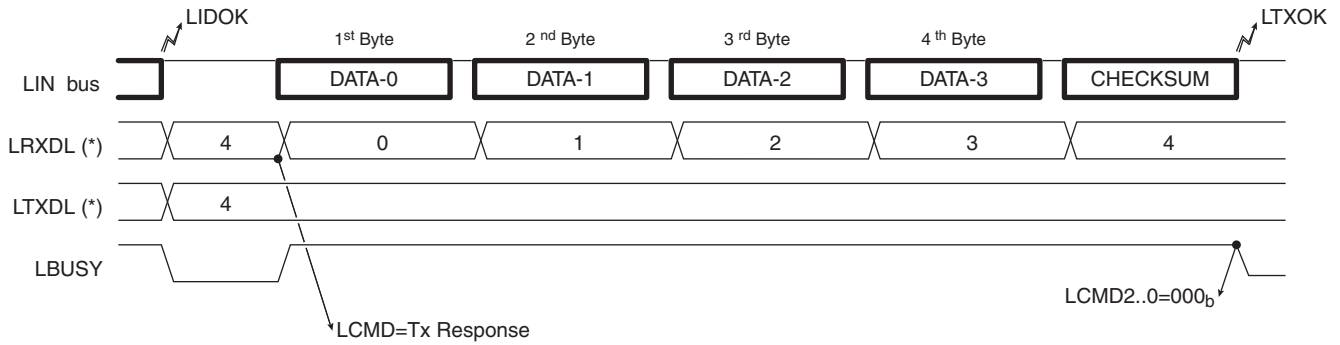 LIDOK
LTXOK
1st Byte 2nd Byte 3rd Byte 4th Byte
LIN bus DATA-0 DATA-1 DATA-2 DATA-3 CHECKSUM
LRXDL (*) 4 0 1 2 3 4
LTXDL (*) 4
LBUSY
LCMD2..0=000b
LCMD=Tx Response